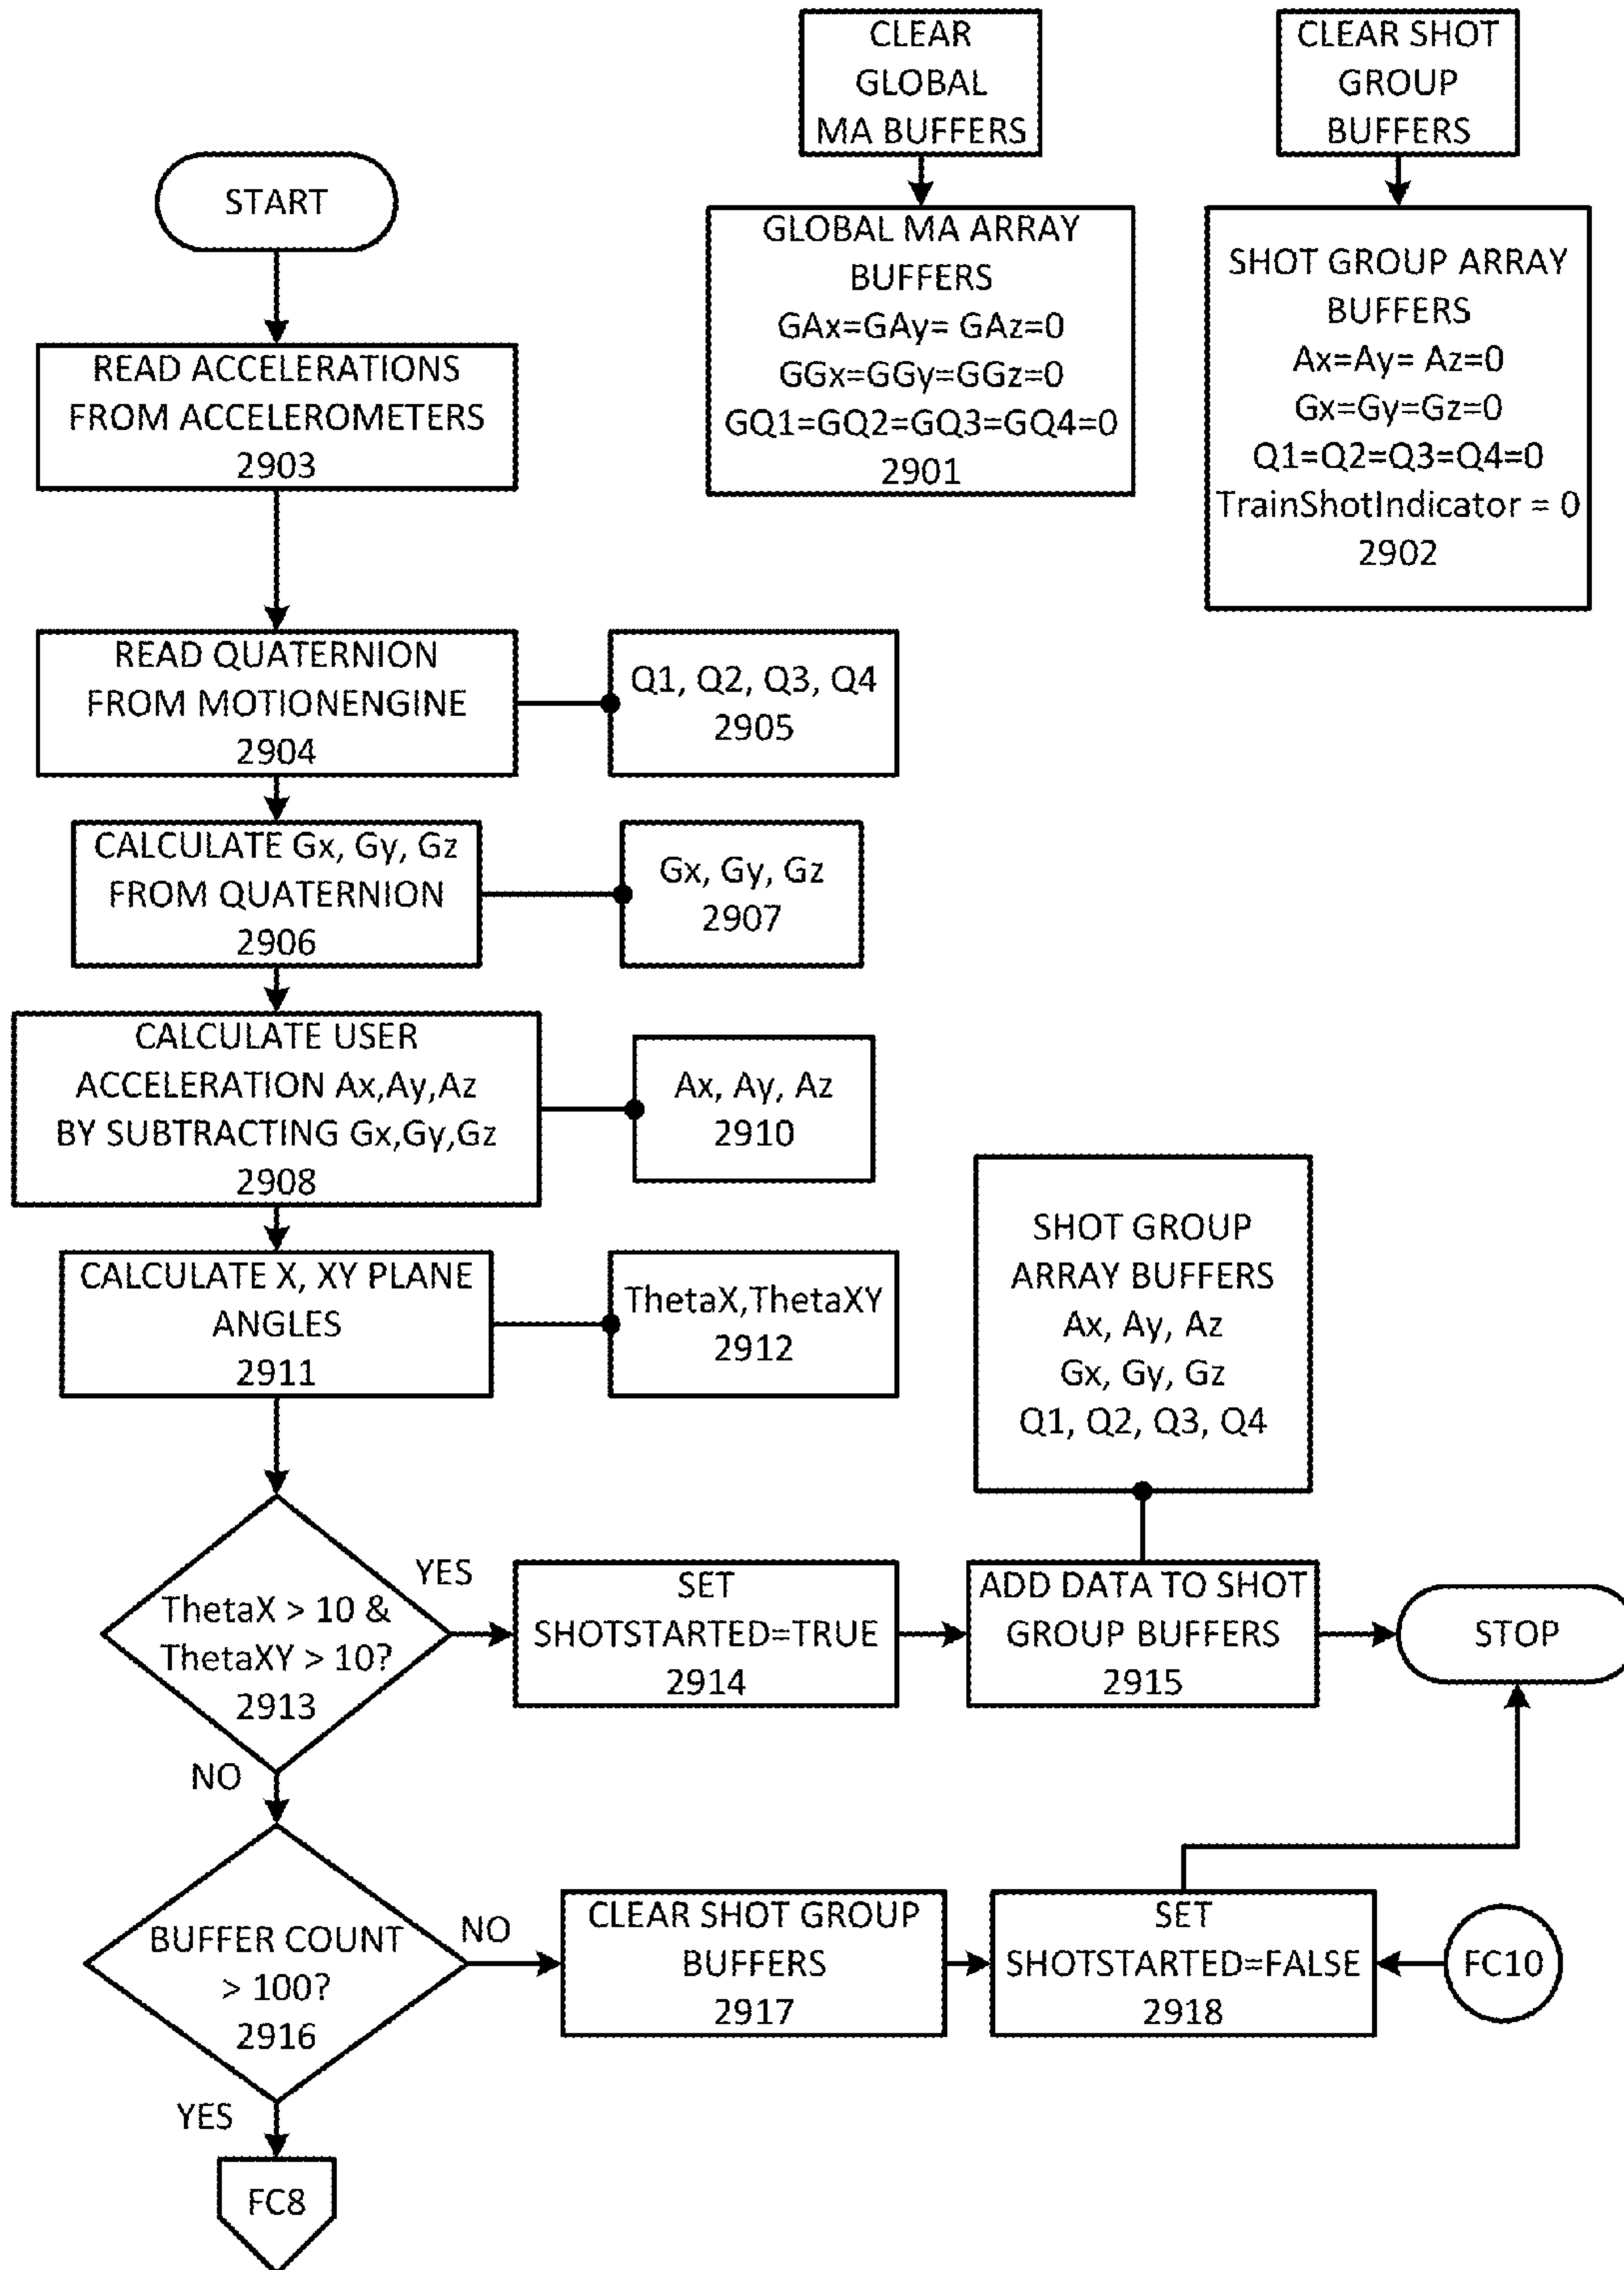 CLEAR
GLOBAL
MA BUFFERS
CLEAR SHOT
GROUP
BUFFERS
START
GLOBAL MA ARRAY
BUFFERS
GAx=GAy= GAz=0
GGx=GGy=GGz=0
GQ1=GQ2=GQ3=GQ4=0
2901
SHOT GROUP ARRAY
BUFFERS
Ax=Ay= Az=0
Gx=Gy=Gz=0
Q1=Q2=Q3=Q4=0
TrainShotIndicator = 0
2902
READ ACCELERATIONS
FROM ACCELEROMETERS
2903
READ QUATERNION
FROM MOTIONENGINE
2904
Q1, Q2, Q3, Q4
2905
CALCULATE Gx, Gy, Gz
FROM QUATERNION
2906
Gx, Gy, Gz
2907
CALCULATE USER
ACCELERATION Ax,Ay,Az
BY SUBTRACTING Gx,Gy,Gz
2908
Ax, Ay, Az
2910
CALCULATE X, XY PLANE
ANGLES
2911
ThetaX,ThetaXY
2912
SHOT GROUP
ARRAY BUFFERS
Ax, Ay, Az
Gx, Gy, Gz
Q1, Q2, Q3, Q4
ThetaX > 10 &
ThetaXY > 10?
2913
YES
SET
SHOTSTARTED=TRUE
2914
ADD DATA TO SHOT
GROUP BUFFERS
2915
STOP
NO
BUFFER COUNT
> 100?
2916
NO
CLEAR SHOT GROUP
BUFFERS
2917
SET
SHOTSTARTED=FALSE
2918
FC10
YES
FC8